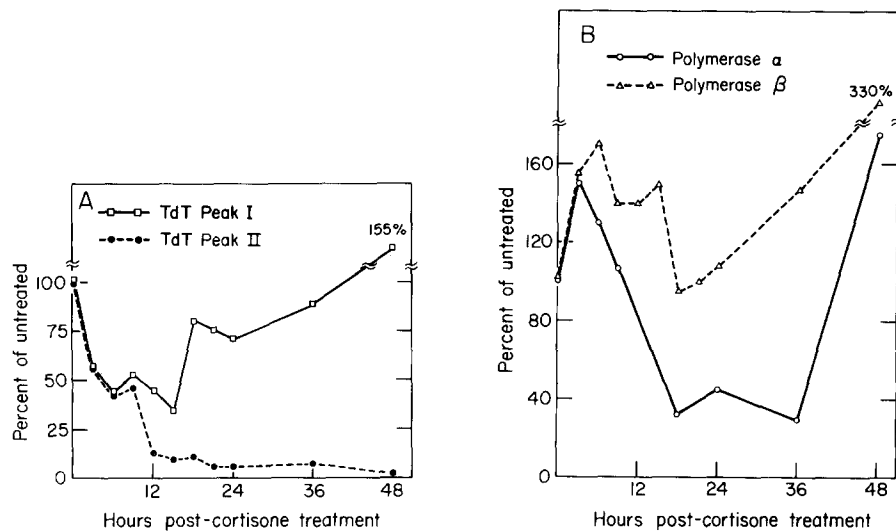 A
TdT Peak I
TdT Peak II
155%
100
75
50
25
0
Percent of untreated
12
24
36
48
Hours post-cortisone treatment
B
Polymerase α
Polymerase β
330%
160
120
80
40
0
Percent of untreated
12
24
36
48
Hours post-cortisone treatment